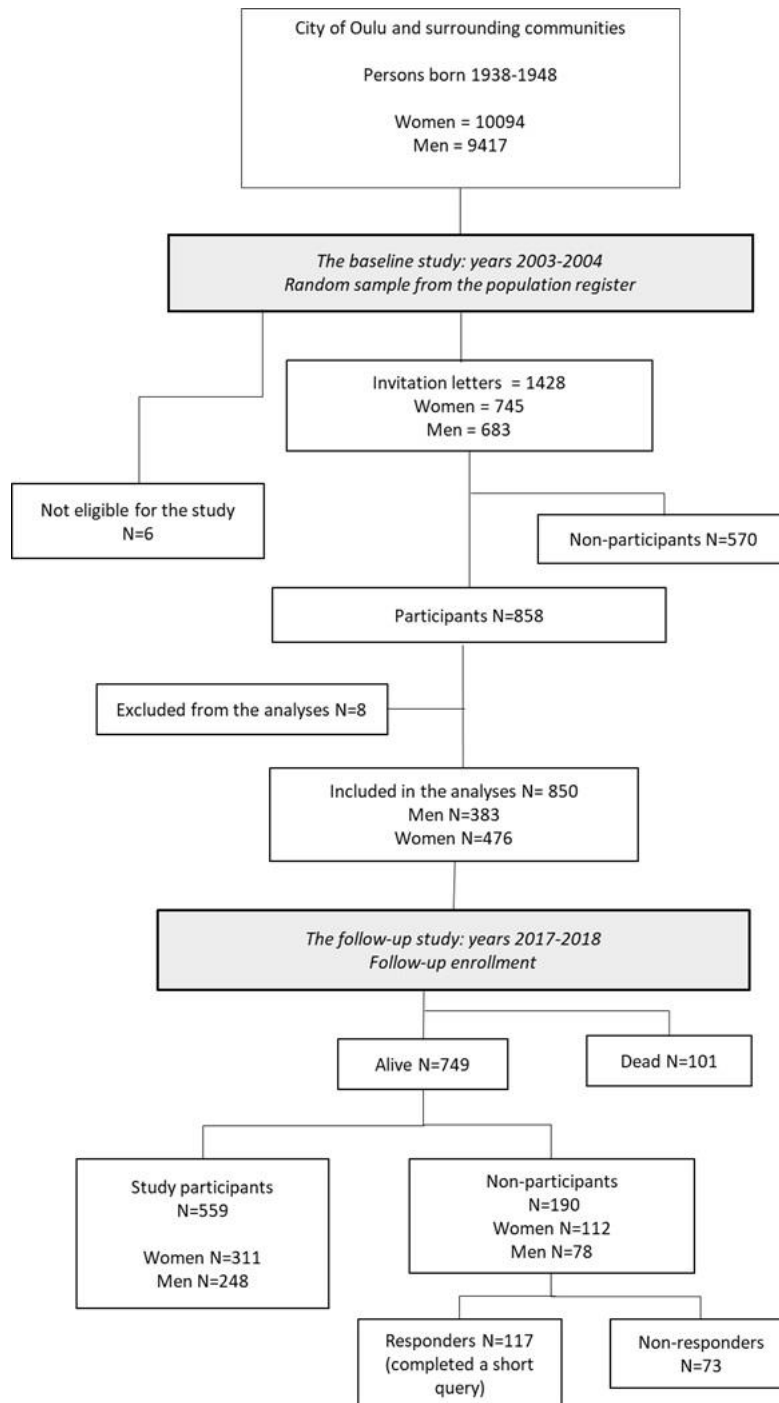 City of Oulu and surrounding communities
Persons born 1938-1948
Women = 10094
Men = 9417
The baseline study: years 2003-2004
Random sample from the population register
Invitation letters = 1428
Women = 745
Men = 683
Not eligible for the study
N=6
Non-participants N=570
Participants N=858
Excluded from the analyses N=8
Included in the analyses N= 850
Men N=383
Women N=476
The follow-up study: years 2017-2018
Follow-up enrollment
Alive N=749
Dead N=101
Study participants
N=559
Women N=311
Men N=248
Non-participants
N=190
Women N=112
Men N=78
Responders N=117
(completed a short
query)
Non-responders
N=73